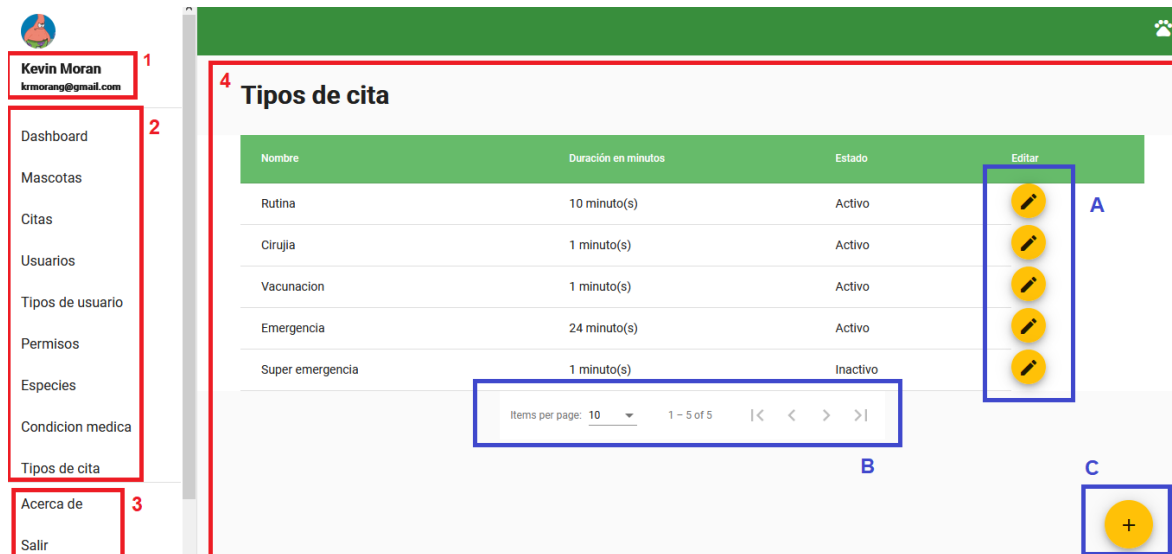 Kevin Moran
krmorang@gmail.com
1
2
Dashboard
Mascotas
Citas
Usuarios
Tipos de usuario
Permisos
Especies
Condicion medica
Tipos de cita
3
Acerca de
Salir
4
Tipos de cita
Nombre Duración en minutos Estado Editar
Rutina 10 minuto(s) Activo
Cirujia 1 minuto(s) Activo
Vacunacion 1 minuto(s) Activo
Emergencia 24 minuto(s) Activo
Super emergencia 1 minuto(s) Inactivo
A
Items per page: 10 1 – 5 of 5
B
C
+